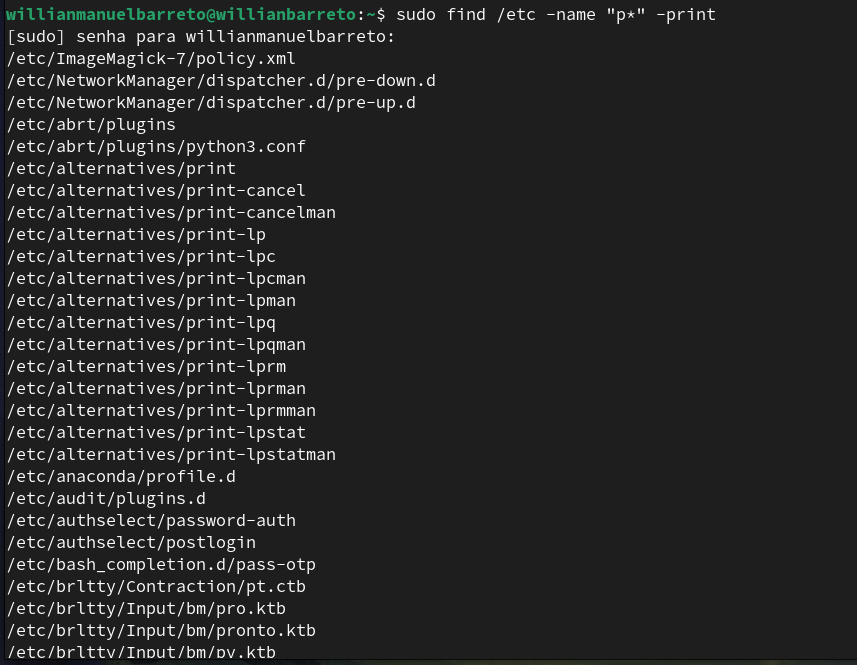 willianmanuelbarreto@willianbarreto:~$ sudo find /etc -name "p*" -print
[sudo] senha para willianmanuelbarreto:
/etc/ImageMagick-7/policy.xml
/etc/NetworkManager/dispatcher.d/pre-down.d
/etc/NetworkManager/dispatcher.d/pre-up.d
/etc/abrt/plugins
/etc/abrt/plugins/python3.conf
/etc/alternatives/print
/etc/alternatives/print-cancel
/etc/alternatives/print-cancelman
/etc/alternatives/print-lp
/etc/alternatives/print-lpc
/etc/alternatives/print-lpcman
/etc/alternatives/print-lpman
/etc/alternatives/print-lpq
/etc/alternatives/print-lpqman
/etc/alternatives/print-lprm
/etc/alternatives/print-lprman
/etc/alternatives/print-lprmman
/etc/alternatives/print-lpstat
/etc/alternatives/print-lpstatman
/etc/anaconda/profile.d
/etc/audit/plugins.d
/etc/authselect/password-auth
/etc/authselect/postlogin
/etc/bash_completion.d/pass-otp
/etc/brltty/Contraction/pt.ctb
/etc/brltty/Input/bm/pro.ktb
/etc/brltty/Input/bm/pronto.ktb
/etc/brltty/Input/bm/pv.ktb